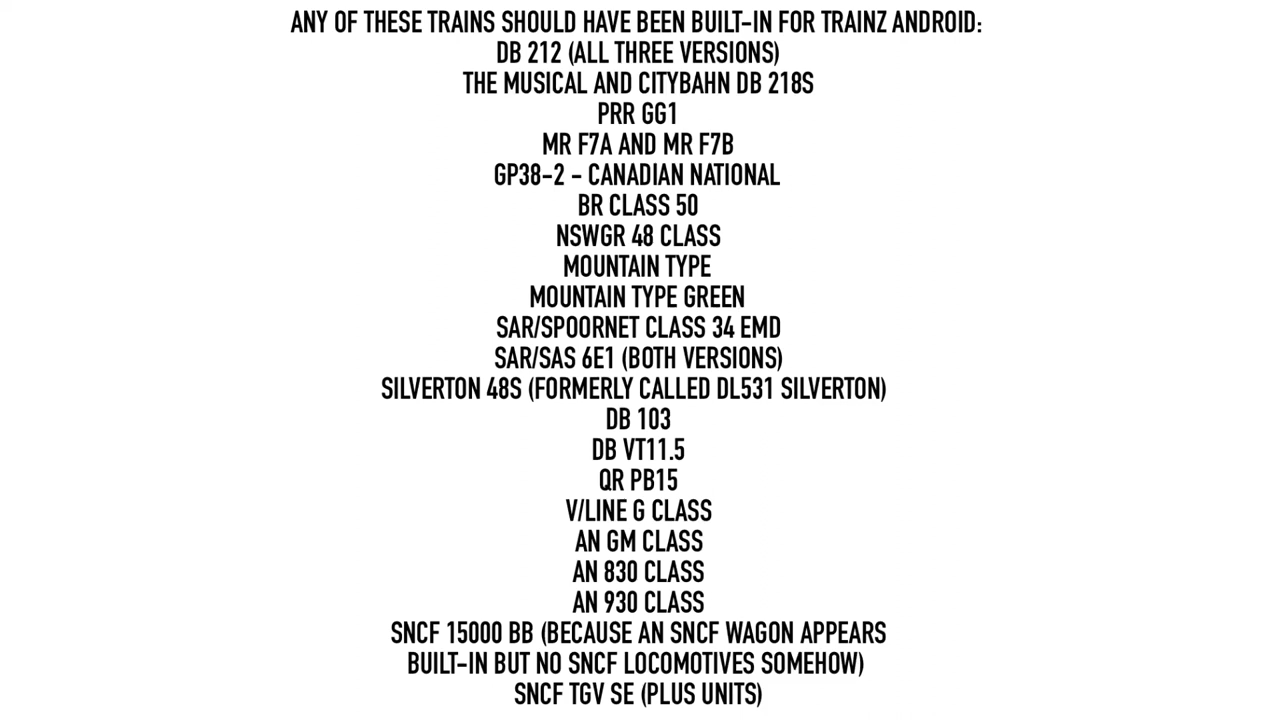 ANY OF THESE TRAINS SHOULD HAVE BEEN BUILT-IN FOR TRAINZ ANDROID:
DB 212 (ALL THREE VERSIONS)
THE MUSICAL AND CITYBAHN DB 218S
PRR GG1
MR F7A AND MR F7B
GP38-2 - CANADIAN NATIONAL
BR CLASS 50
NSWGR 48 CLASS
MOUNTAIN TYPE
MOUNTAIN TYPE GREEN
SAR/SPOORNET CLASS 34 EMD
SAR/SAS 6E1 (BOTH VERSIONS)
SILVERTON 48S (FORMERLY CALLED DL531 SILVERTON)
DB 103
DB VT11.5
QR PB15
V/LINE G CLASS
AN GM CLASS
AN 830 CLASS
AN 930 CLASS
SNCF 15000 BB (BECAUSE AN SNCF WAGON APPEARS
BUILT-IN BUT NO SNCF LOCOMOTIVES SOMEHOW)
SNCF TGV SE (PLUS UNITS)